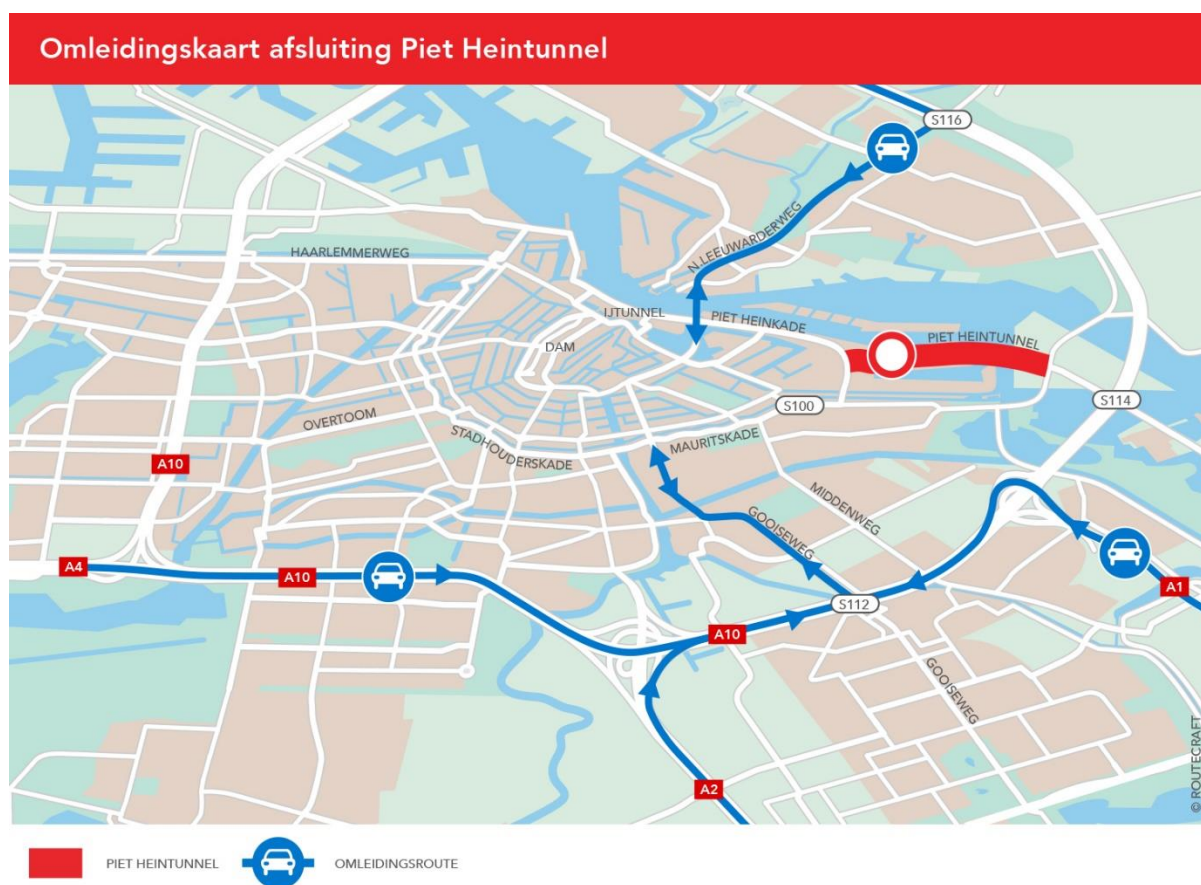 Omleidingskaart afsluiting Piet Heintunnel
S116
N.LEEUWARDERWEG
HAARLEMMERWEG
IJTUNNEL
PIET HEINKADE
PIET HEINTUNNEL
DAM
S114
S100
OVERTOOM
STADHOUDERSKADE
MAURITSKADE
A10
MIDDENWEG
GOOISEWEG
A4
A10
A1
S112
A10
GOOISEWEG
A2
© ROUTECRAFT
PIET HEINTUNNEL
OMLEIDINGSROUTE